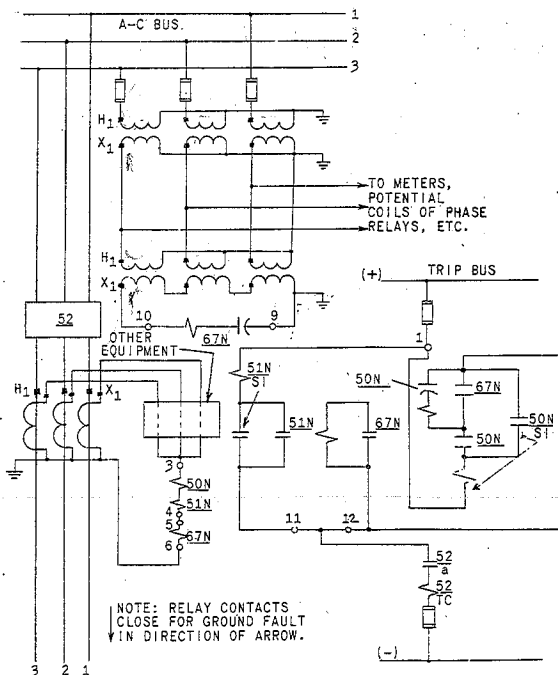 A-C BUS.
1
2
3
H1
X1
TO METERS,
POTENTIAL
COILS OF PHASE
RELAYS, ETC.
H1
X1
10
9
67N
(+)
TRIP BUS
52
OTHER
EQUIPMENT
1
H1
X1
51N
SI
50N
67N
50N
SI
51N
67N
50N
3
50N
51N
4
5
67N
6
11
12
52
a
52
TC
NOTE: RELAY CONTACTS
CLOSE FOR GROUND FAULT
IN DIRECTION OF ARROW.
(-)
3 2 1